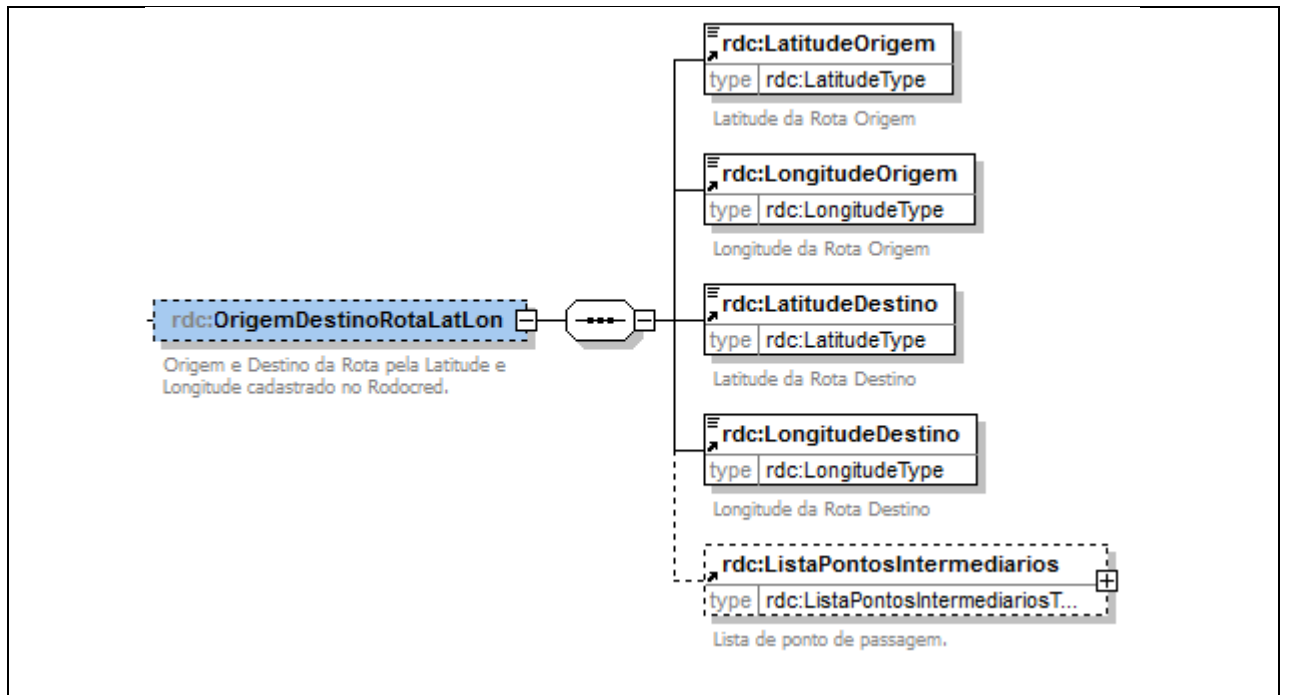 rdc:LatitudeOrigem
type rdc:LatitudeType
Latitude da Rota Origem
rdc:LongitudeOrigem
type rdc:LongitudeType
Longitude da Rota Origem
rdc:OrigemDestinoRotaLatLon
Origem e Destino da Rota pela Latitude e
Longitude cadastrado no Rodocred.
rdc:LatitudeDestino
type rdc:LatitudeType
Latitude da Rota Destino
rdc:LongitudeDestino
type rdc:LongitudeType
Longitude da Rota Destino
rdc:ListaPontosIntermediarios
type rdc:ListaPontosIntermediariosT...
Lista de ponto de passagem.